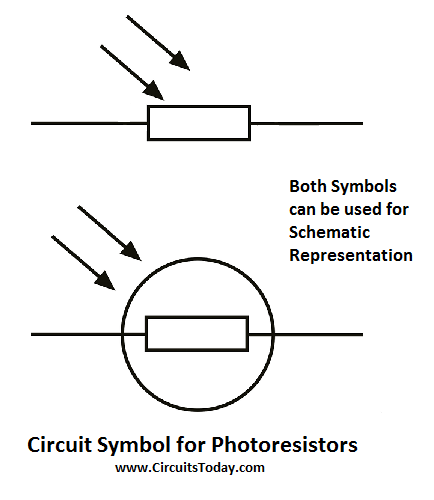 Both Symbols
can be used for
Schematic
Representation
Circuit Symbol for Photoresistors
www.CircuitsToday.com